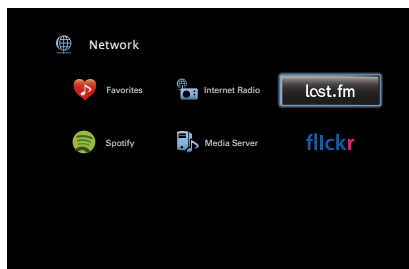 Network
Favorites Internet Radio last.fm
Spotify Media Server flickr